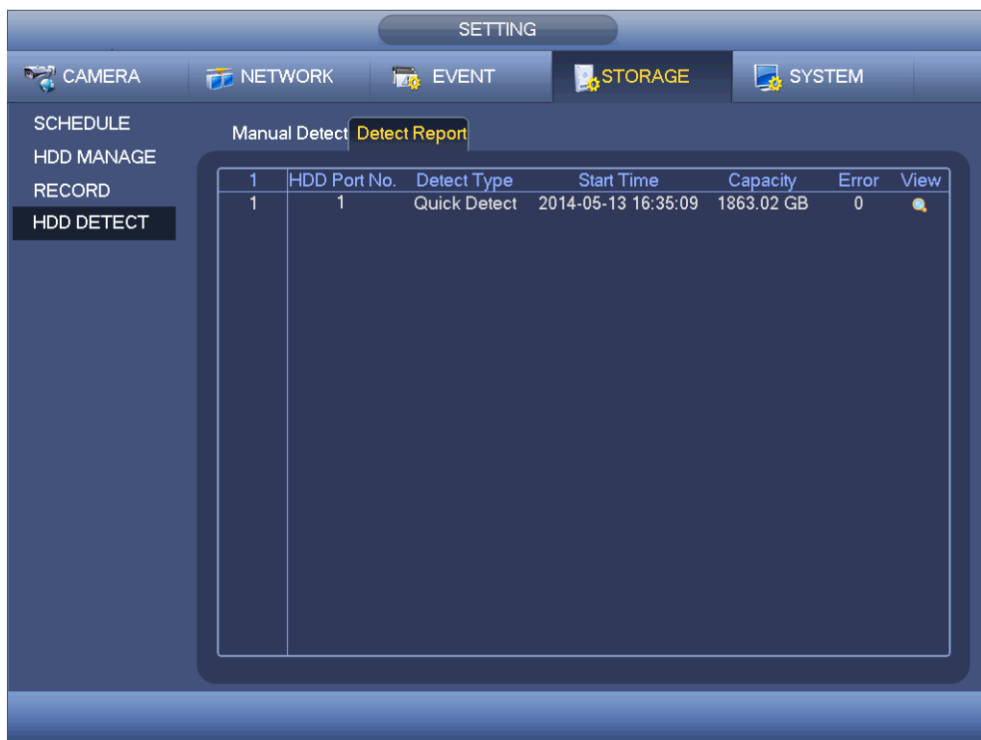 SETTING
CAMERA NETWORK EVENT STORAGE SYSTEM
SCHEDULE
HDD MANAGE
RECORD
HDD DETECT
Manual Detect Detect Report
1 HDD Port No. Detect Type Start Time Capacity Error View
1 1 Quick Detect 2014-05-13 16:35:09 1863.02 GB 0